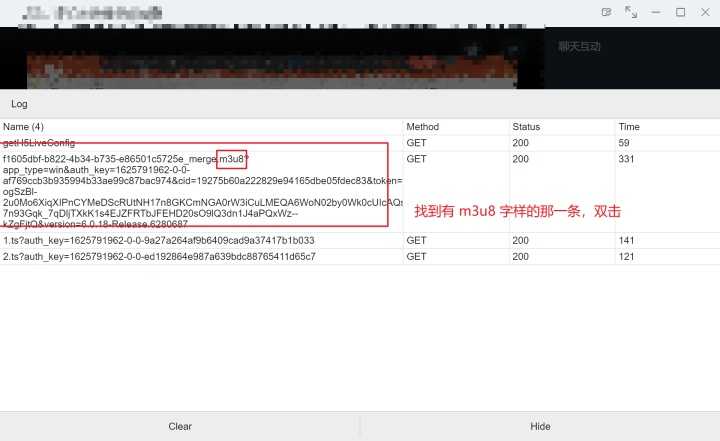 聊天互动
Log
Name (4) Method Status Time
getH5LiveConfig GET 200 59
f1605dbf-b822-4b34-b735-e86501c5725e_merge.m3u8? GET 200 331
app_type=win&auth_key=1625791962-0-0-
af769ccb3b935994b33ae99c87bac974&cid=19275b60a222829e94165dbe05fdec83&token=
ogSzBl-
2u0Mo6XiqXIPnCYMeDScRUtNH17n8GKCmNGA0rW3iCuLMEQA6WoN02by0Wk0cUIcAQ
7n93Gqk_7qDljTXkK1s4EJZFRTbJFEHD20sO9lQ3dn1J4aPQxWz--
kZgFjtQ&version=6.0.18-Release.6280687
找到有 m3u8 字样的那一条，双击
1.ts?auth_key=1625791962-0-0-9a27a264af9b6409cad9a37417b1b033 GET 200 141
2.ts?auth_key=1625791962-0-0-ed192864e987a639bdc88765411d65c7 GET 200 121
Clear Hide